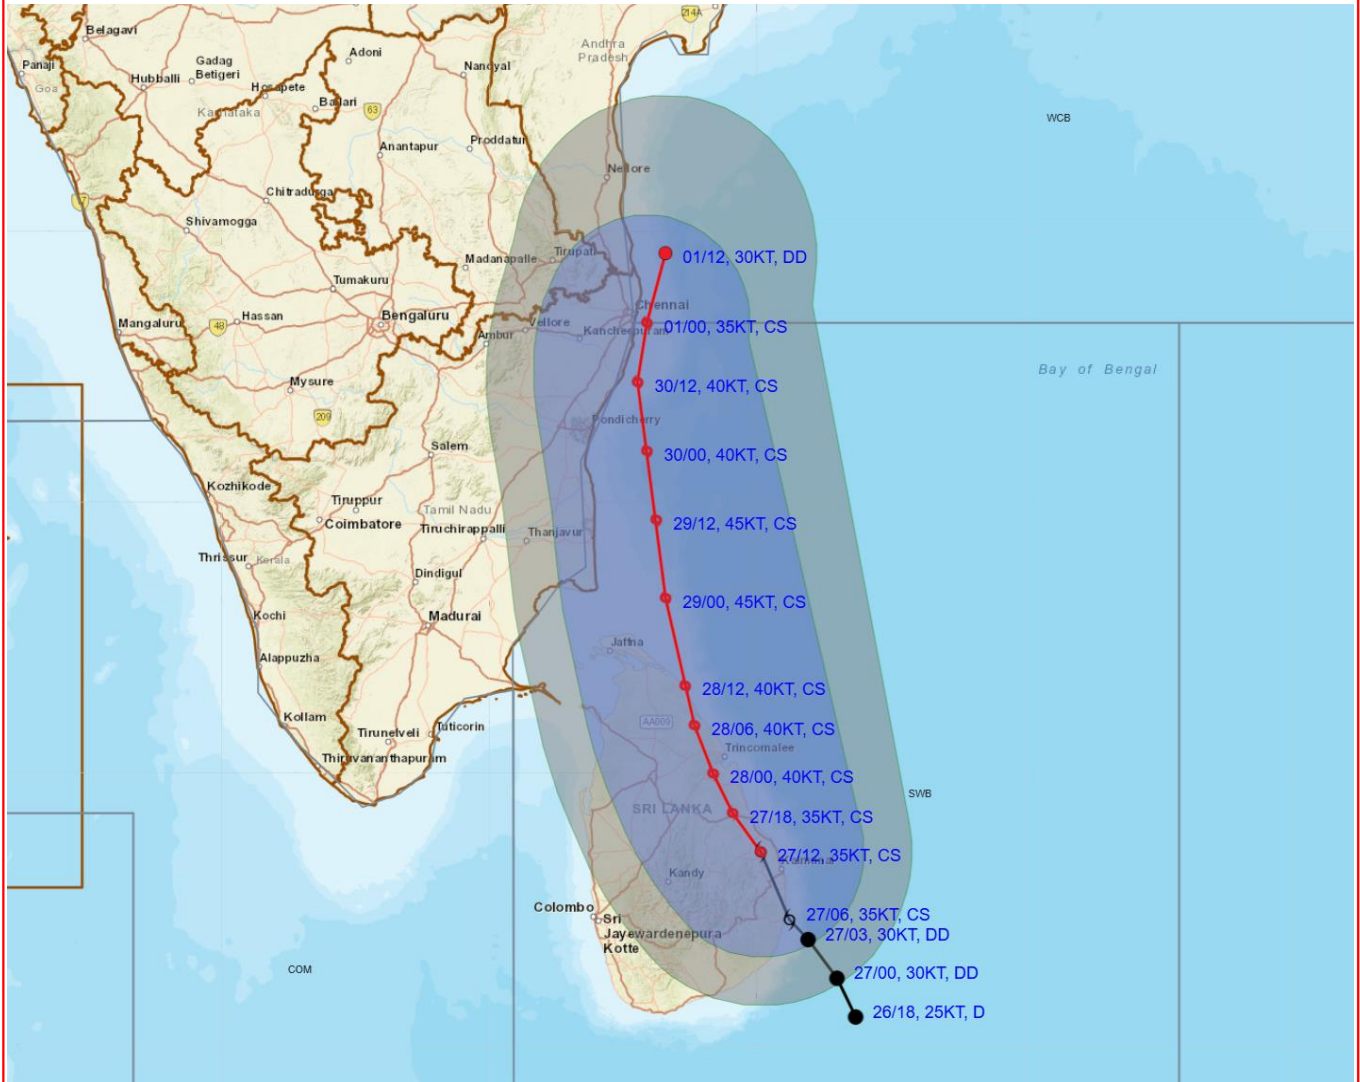 214A
Belagavi
Andhra
Pradesh
Adoni
Panaji
Goa
Gadag
Betigeri
Nandyal
Hubballi
Hosapete
Ballari
Karnataka
63
WCB
Anantapur
Proddatur
Nellore
Chitradurga
Shivamogga
Tirupati
Madanapalle
01/12, 30KT, DD
Tumakuru
Chennai
Mangaluru
48
Hassan
Bengaluru
Vellore
Ambur
Kancheepuram
01/00, 35KT, CS
Bay of Bengal
Mysure
30/12, 40KT, CS
209
Pondicherry
Salem
30/00, 40KT, CS
Kozhikode
Tiruppur
Coimbatore
Tamil Nadu
Tiruchirappalli
Thanjavur
29/12, 45KT, CS
Thrissur
Kerala
Dindigul
Kochi
Madurai
29/00, 45KT, CS
Jaffna
Alappuzha
28/12, 40KT, CS
Kollam
Tirunelveli
Tuticorin
AA009
28/06, 40KT, CS
Trincomalee
Thiruvananthapuram
28/00, 40KT, CS
SWB
SRI LANKA
27/18, 35KT, CS
27/12, 35KT, CS
Kandy
Colombo
Sri
Jayewardenepura
Kotte
27/06, 35KT, CS
27/03, 30KT, DD
COM
27/00, 30KT, DD
26/18, 25KT, D